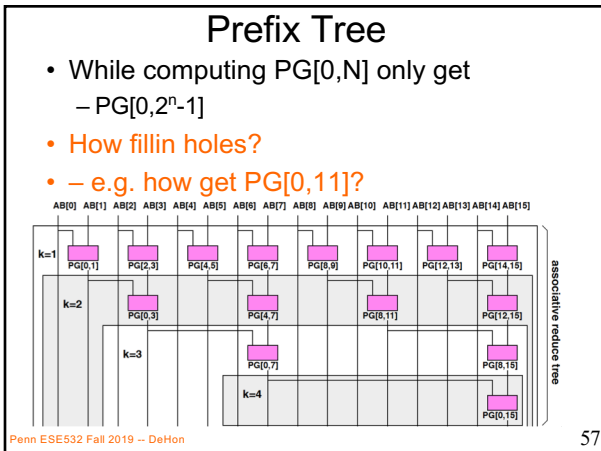 Prefix Tree
• While computing PG[0,N] only get
– PG[0,2ⁿ-1]
• How fillin holes?
• – e.g. how get PG[0,11]?
AB[0] AB[1] AB[2] AB[3] AB[4] AB[5] AB[6] AB[7] AB[8] AB[9] AB[10] AB[11] AB[12] AB[13] AB[14] AB[15]
k=1
PG[0,1] PG[2,3] PG[4,5] PG[6,7] PG[8,9] PG[10,11] PG[12,13] PG[14,15]
k=2
PG[0,3] PG[4,7] PG[8,11] PG[12,15]
k=3
PG[0,7] PG[8,15]
k=4
PG[0,15]
associative reduce tree
Penn ESE532 Fall 2019 -- DeHon
57